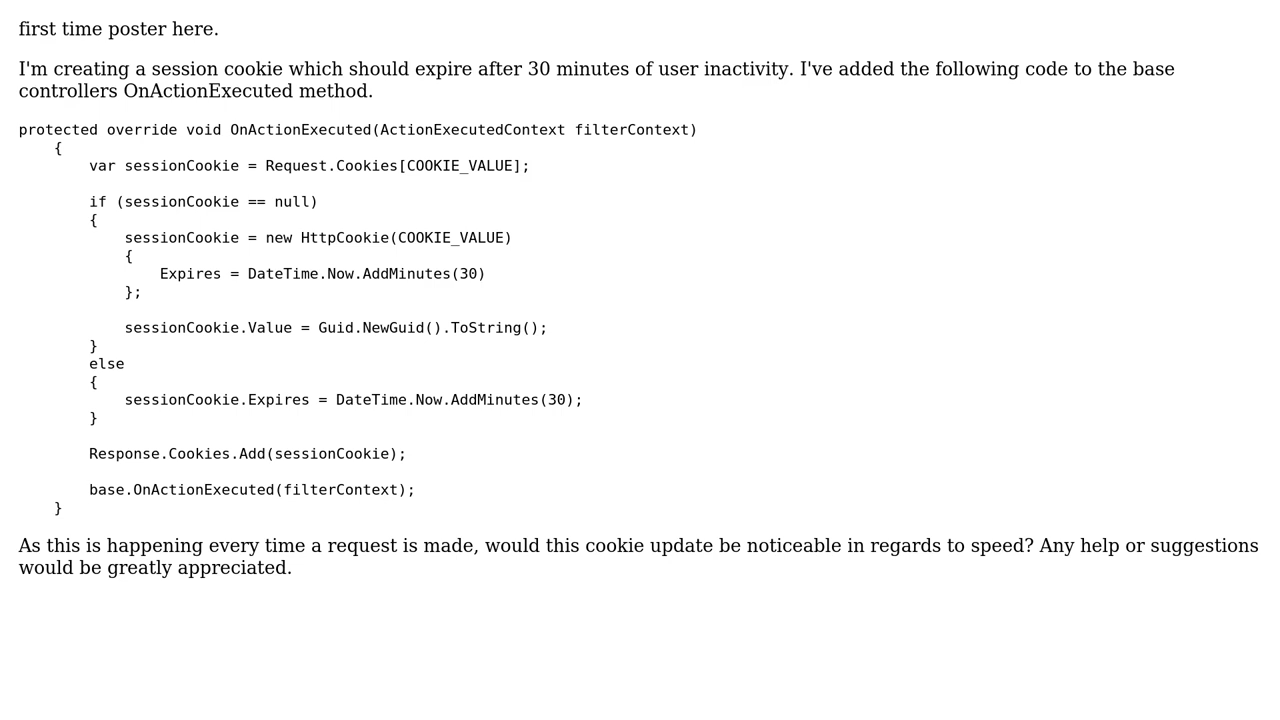 first time poster here.
I'm creating a session cookie which should expire after 30 minutes of user inactivity. I've added the following code to the base
controllers OnActionExecuted method.
protected override void OnActionExecuted(ActionExecutedContext filterContext)
    {
        var sessionCookie = Request.Cookies[COOKIE_VALUE];

        if (sessionCookie == null)
        {
            sessionCookie = new HttpCookie(COOKIE_VALUE)
            {
                Expires = DateTime.Now.AddMinutes(30)
            };

            sessionCookie.Value = Guid.NewGuid().ToString();
        }
        else
        {
            sessionCookie.Expires = DateTime.Now.AddMinutes(30);
        }

        Response.Cookies.Add(sessionCookie);

        base.OnActionExecuted(filterContext);
    }
As this is happening every time a request is made, would this cookie update be noticeable in regards to speed? Any help or suggestions
would be greatly appreciated.